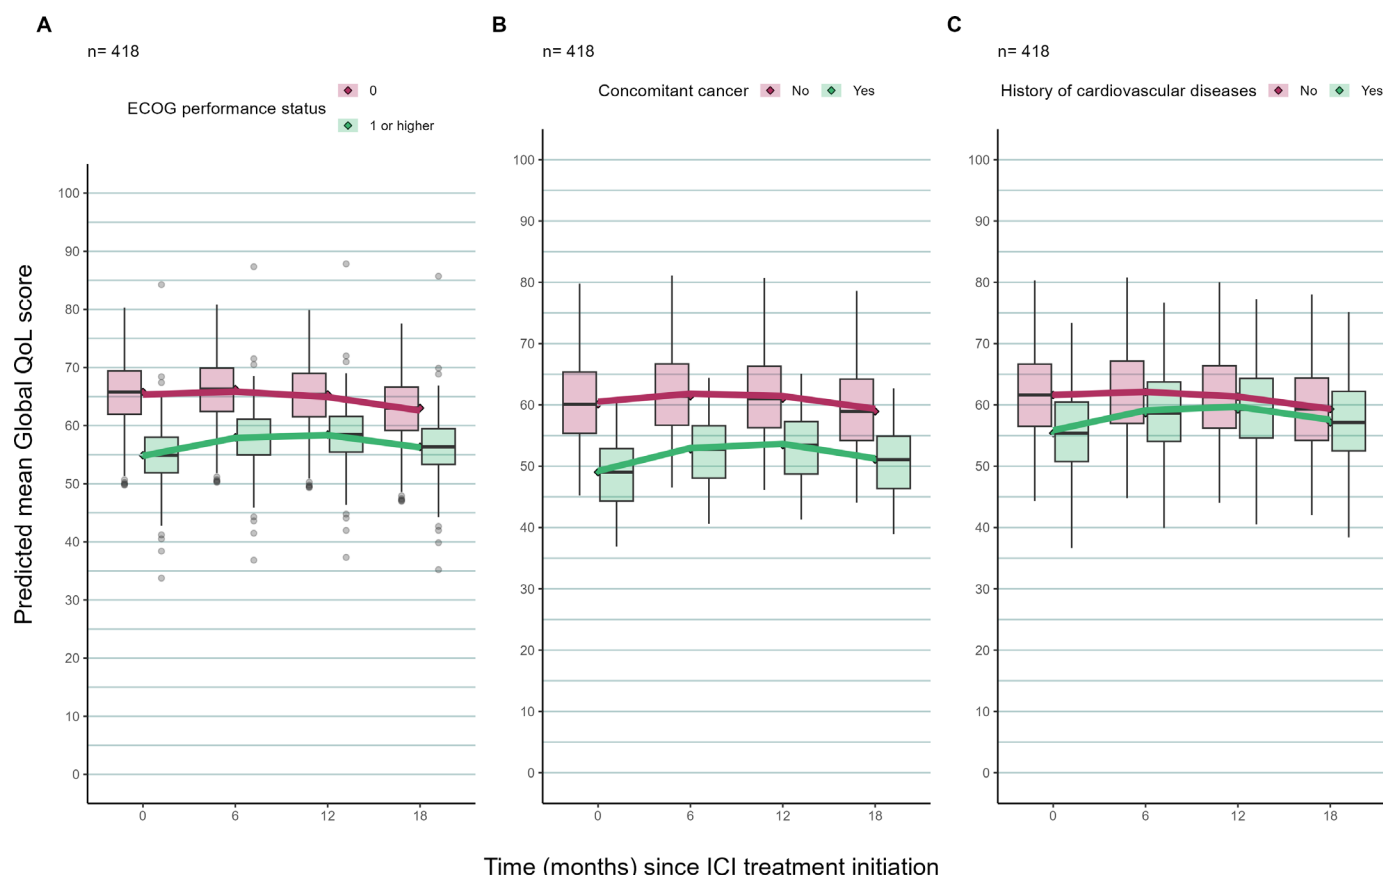 A
n= 418
ECOG performance status
0
1 or higher
B
n= 418
Concomitant cancer No Yes
C
n= 418
History of cardiovascular diseases No Yes
Predicted mean Global QoL score
100
90
80
70
60
50
40
30
20
10
0
0 6 12 18
100
90
80
70
60
50
40
30
20
10
0
0 6 12 18
100
90
80
70
60
50
40
30
20
10
0
0 6 12 18
Time (months) since ICI treatment initiation